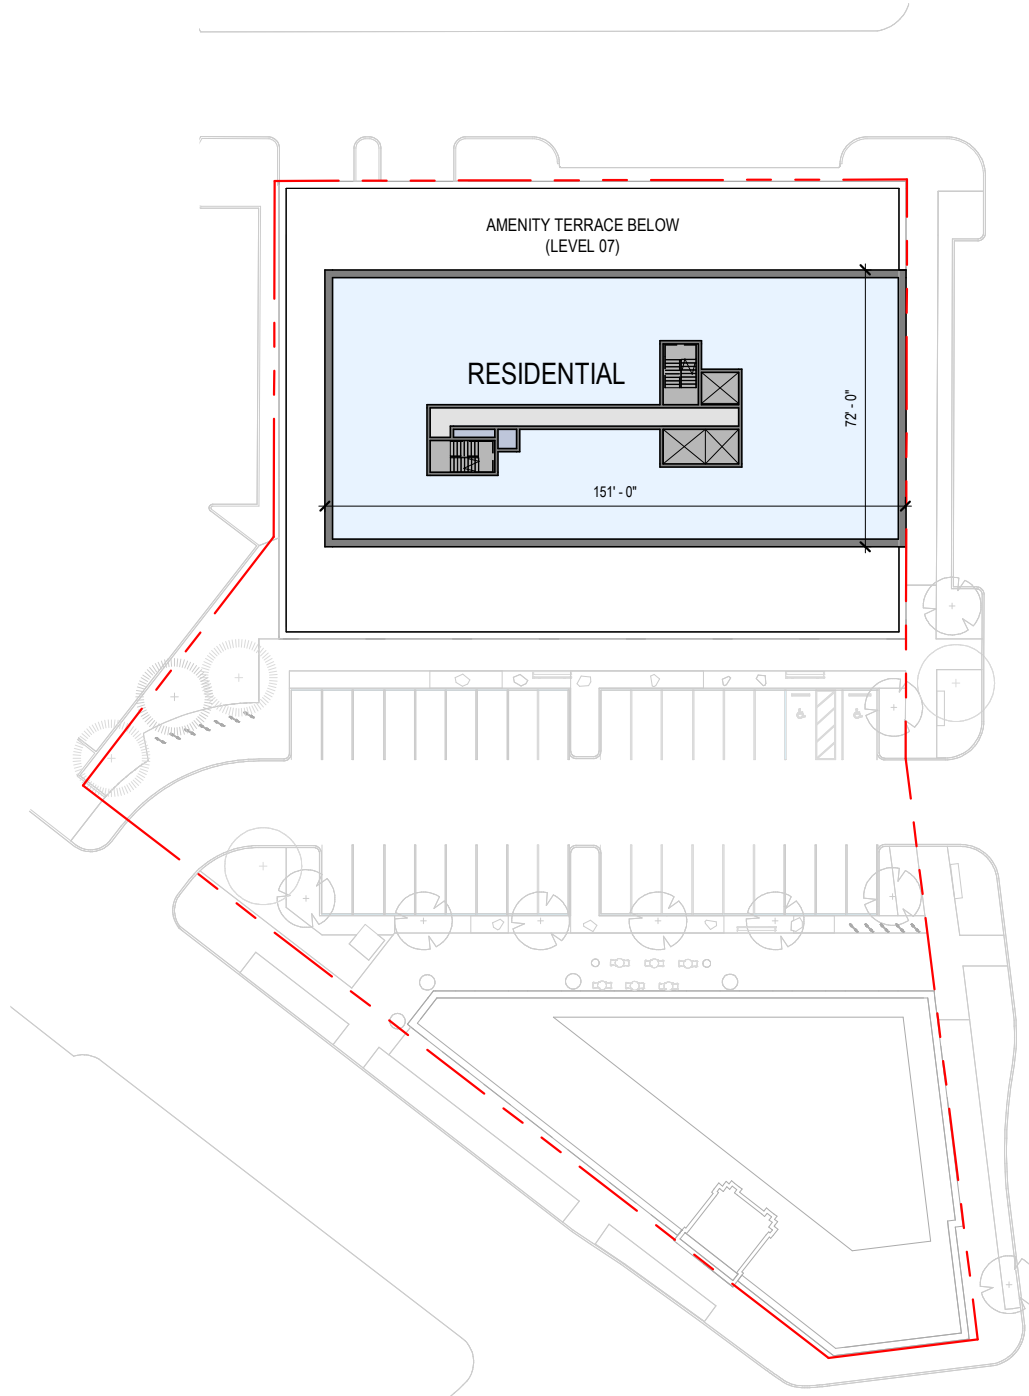 AMENITY TERRACE BELOW
(LEVEL 07)
RESIDENTIAL
72' - 0"
151' - 0"